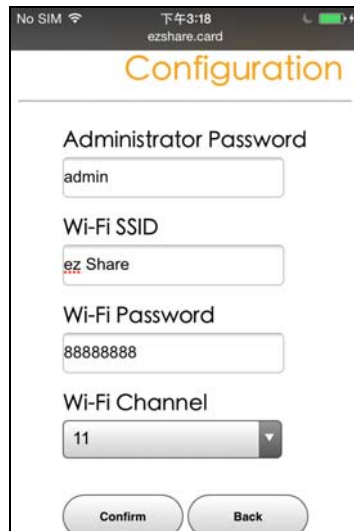 No SIM 下午3:18
ezshare.card
Configuration
Administrator Password
admin
Wi-Fi SSID
ez Share
Wi-Fi Password
88888888
Wi-Fi Channel
11
Confirm Back